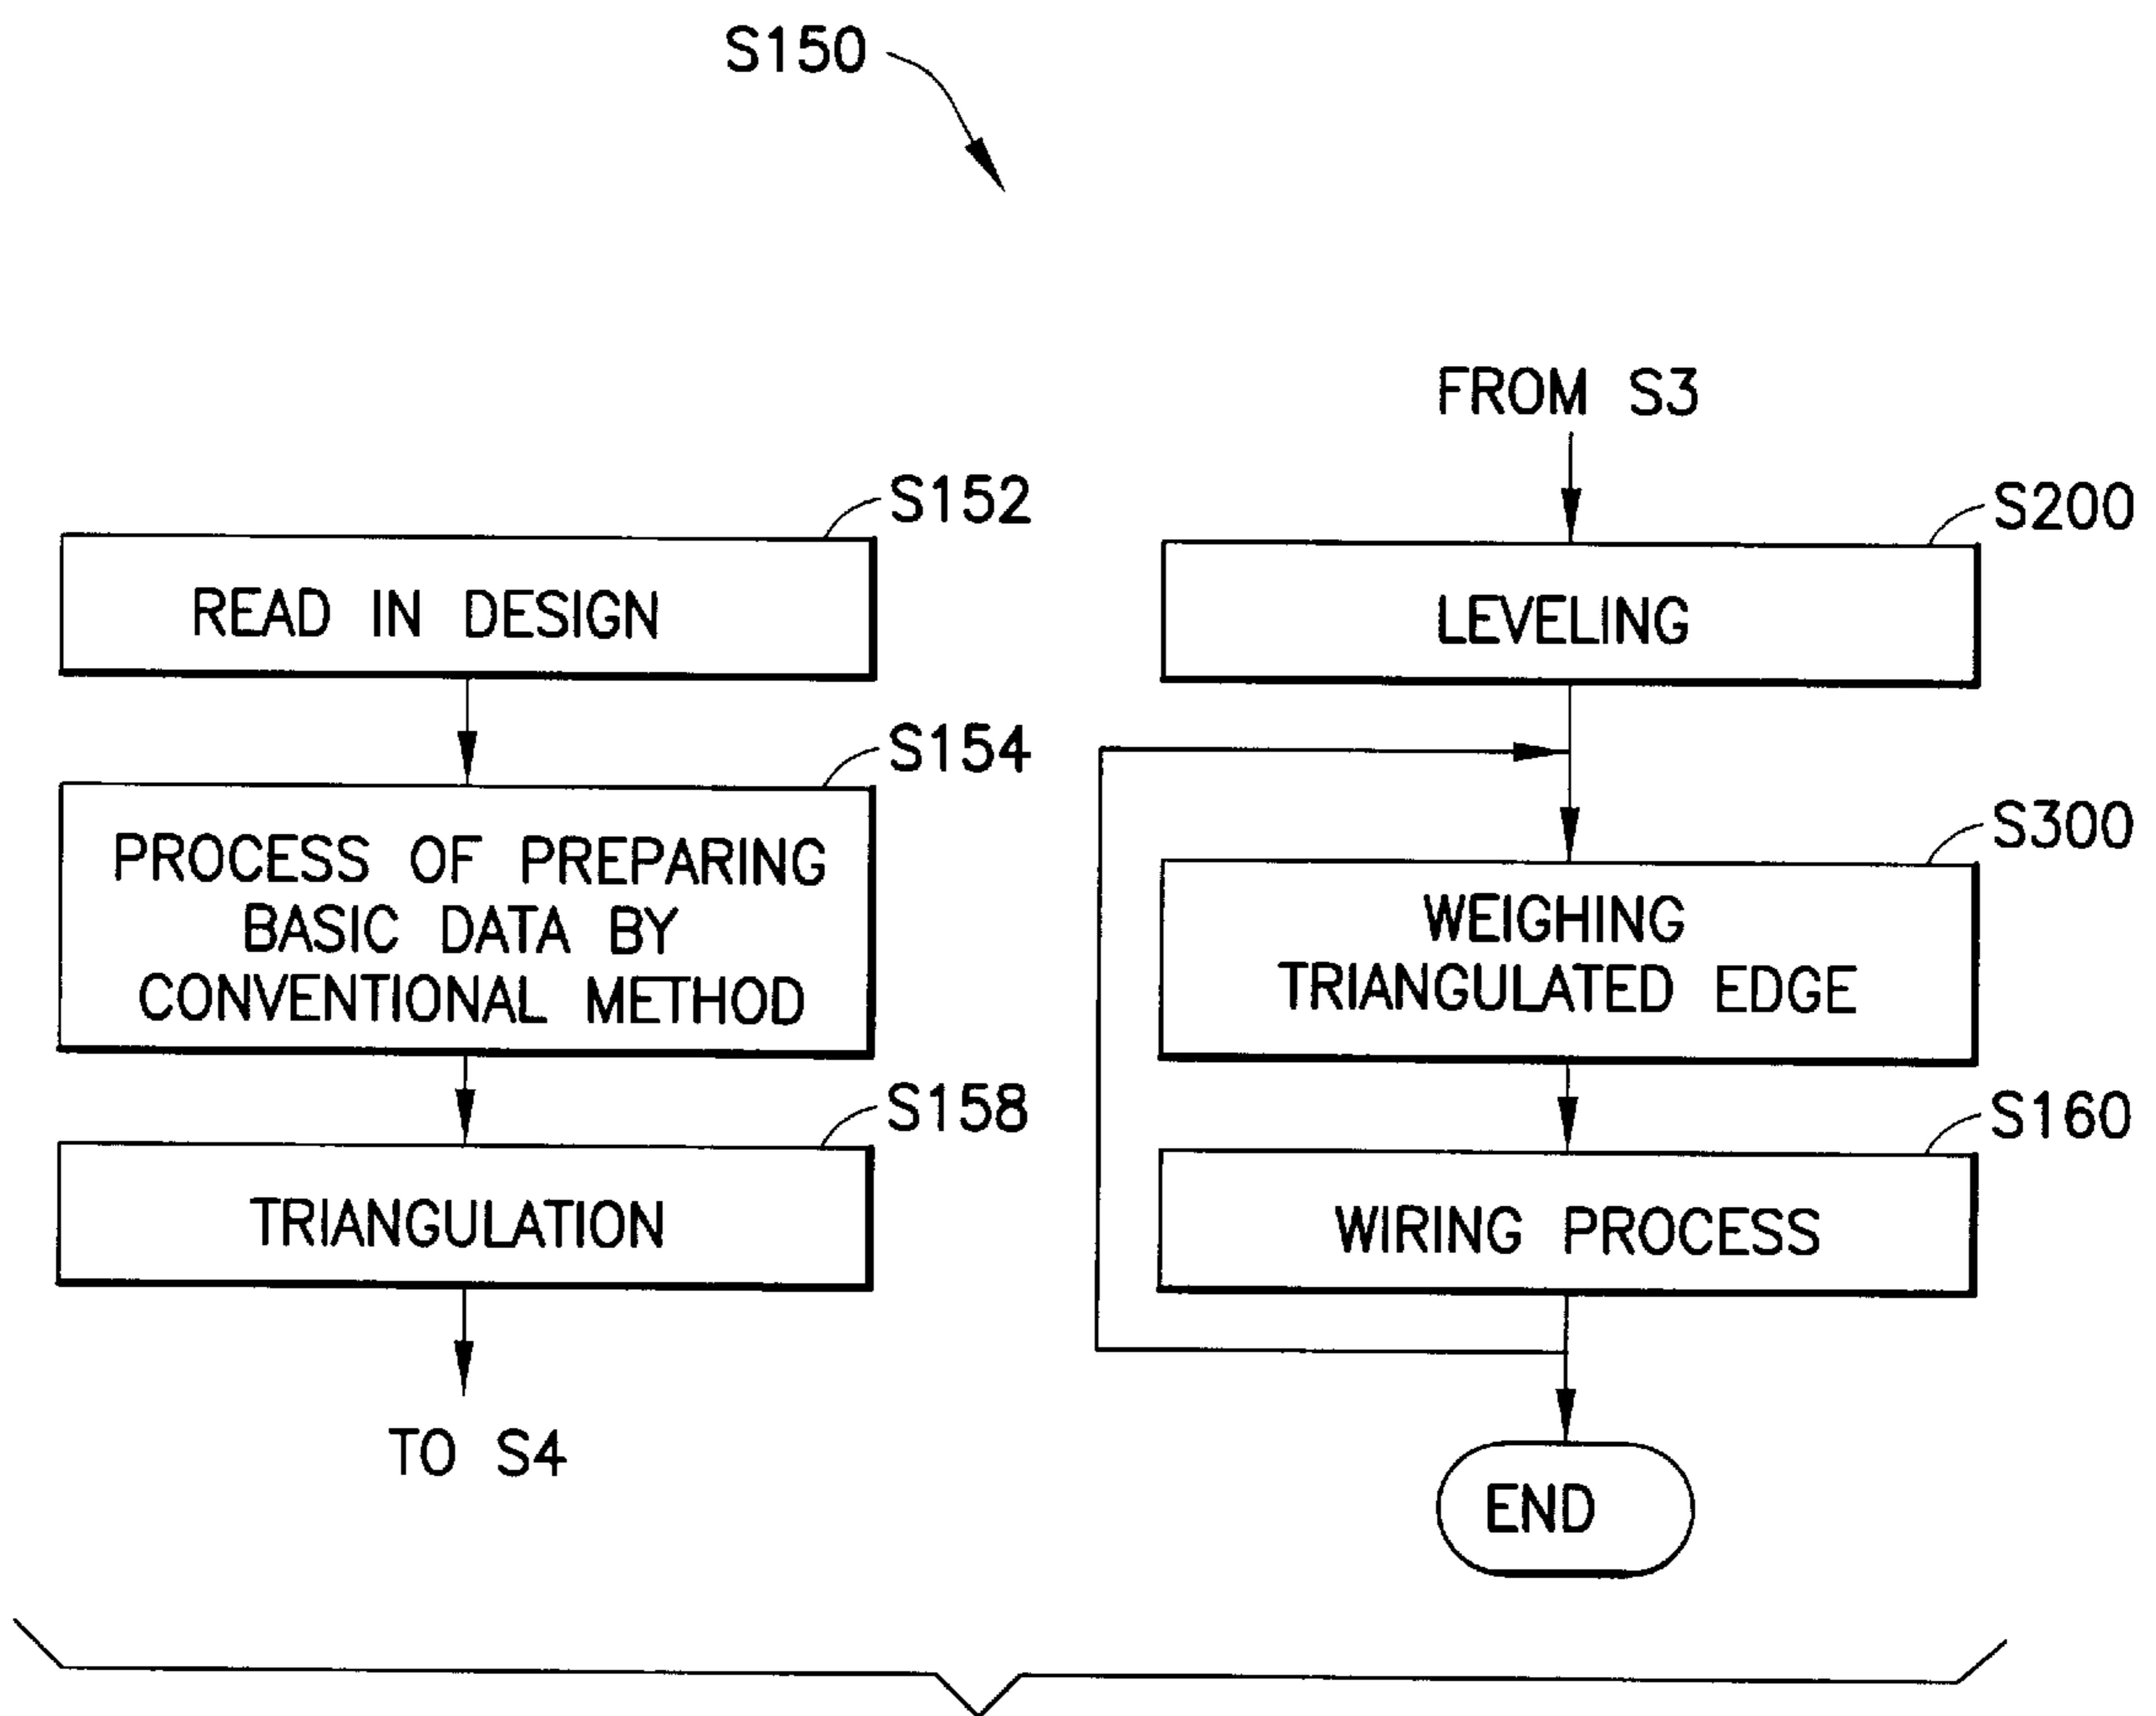 S150
S152
READ IN DESIGN
S154
PROCESS OF PREPARING
BASIC DATA BY
CONVENTIONAL METHOD
S158
TRIANGULATION
TO S4
FROM S3
S200
LEVELING
S300
WEIGHING
TRIANGULATED EDGE
S160
WIRING PROCESS
END